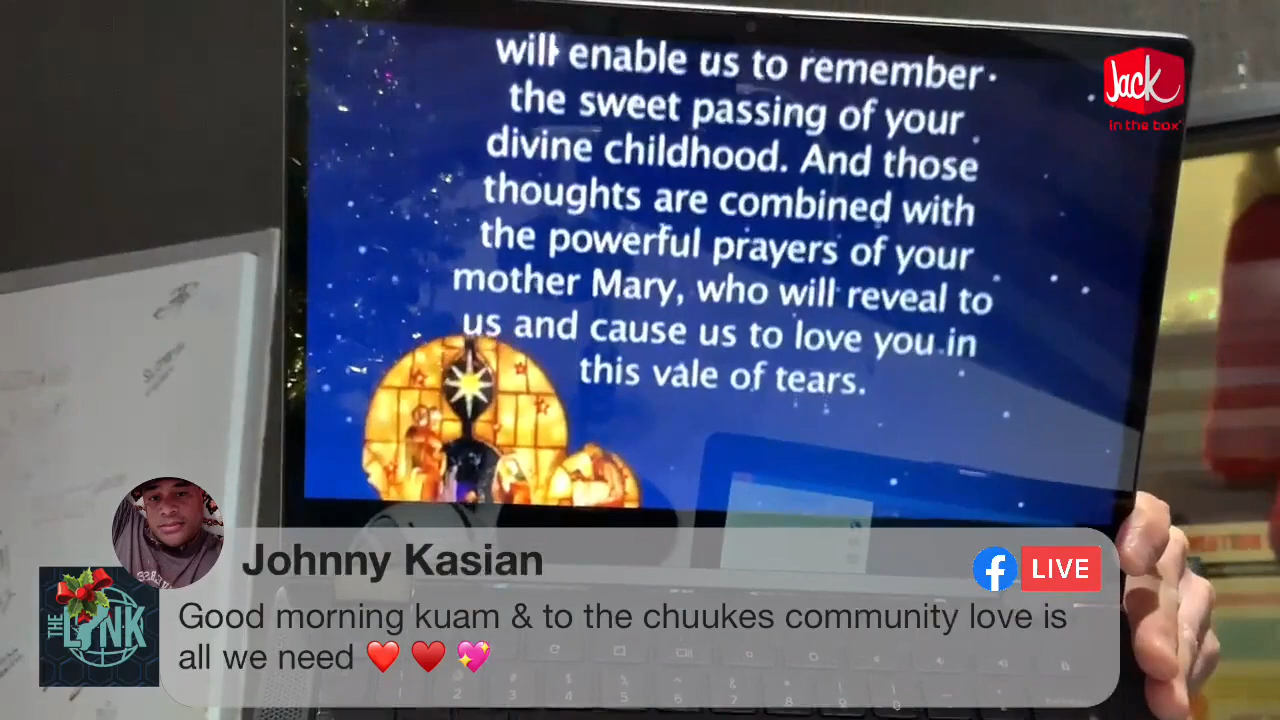 will enable us to remember
the sweet passing of your
divine childhood. And those
thoughts are combined with
the powerful prayers of your
mother Mary, who will reveal to
us and cause us to love you in
this vale of tears.
Jack
in the box
Johnny Kasian
LIVE
Good morning kuam & to the chuukes community love is
all we need ❤️ ♥️ 💖
THE LYNK